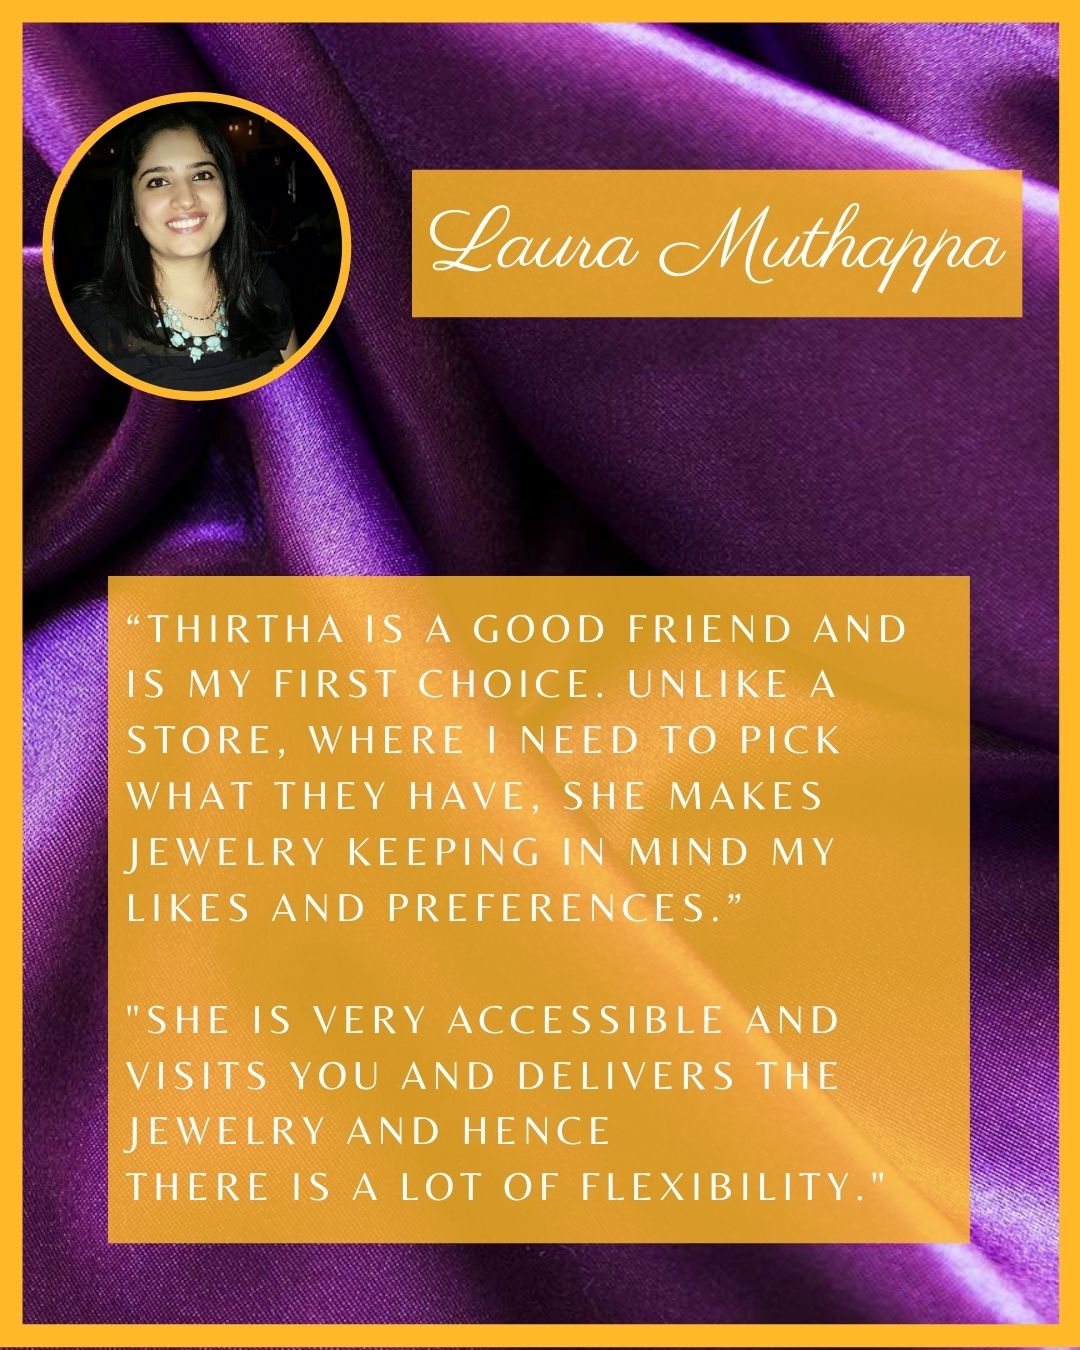 Laura Muthappa
“THIRTHA IS A GOOD FRIEND AND
IS MY FIRST CHOICE. UNLIKE A
STORE, WHERE I NEED TO PICK
WHAT THEY HAVE, SHE MAKES
JEWELRY KEEPING IN MIND MY
LIKES AND PREFERENCES.”
"SHE IS VERY ACCESSIBLE AND
VISITS YOU AND DELIVERS THE
JEWELRY AND HENCE
THERE IS A LOT OF FLEXIBILITY."